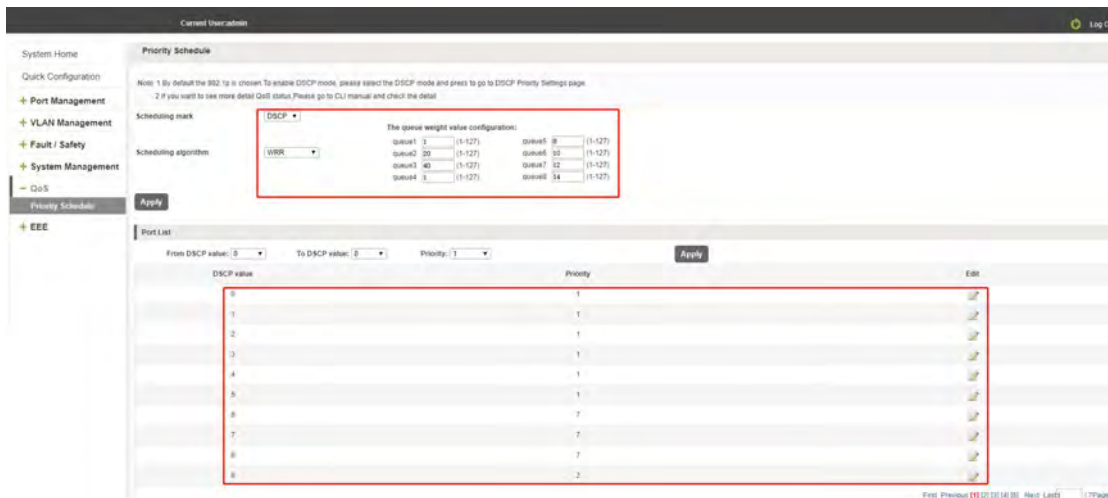 Current User:admin
Log O
System Home
Quick Configuration
+ Port Management
+ VLAN Management
+ Fault / Safety
+ System Management
− QoS
Priority Schedule
+ EEE
Priority Schedule
Note: 1 By default the 802.1p is chosen.To enable DSCP mode, please select the DSCP mode and press to go to DSCP Priority Settings page.
2 If you want to see more detail QoS status,Please go to CLI manual and check the detail
Scheduling mark DSCP
The queue weight value configuration:
Scheduling algorithm WRR
queue1 1 (1-127) queue5 8 (1-127)
queue2 20 (1-127) queue6 10 (1-127)
queue3 40 (1-127) queue7 12 (1-127)
queue4 1 (1-127) queue8 14 (1-127)
Apply
Port List
From DSCP value: 0 To DSCP value: 0 Priority: 1 Apply
DSCP value Priority Edit
0 1
1 1
2 1
3 1
4 1
5 1
6 7
7 7
8 7
9 2
First Previous [1] [2] [3] [4] [5] Next Last / 7Page